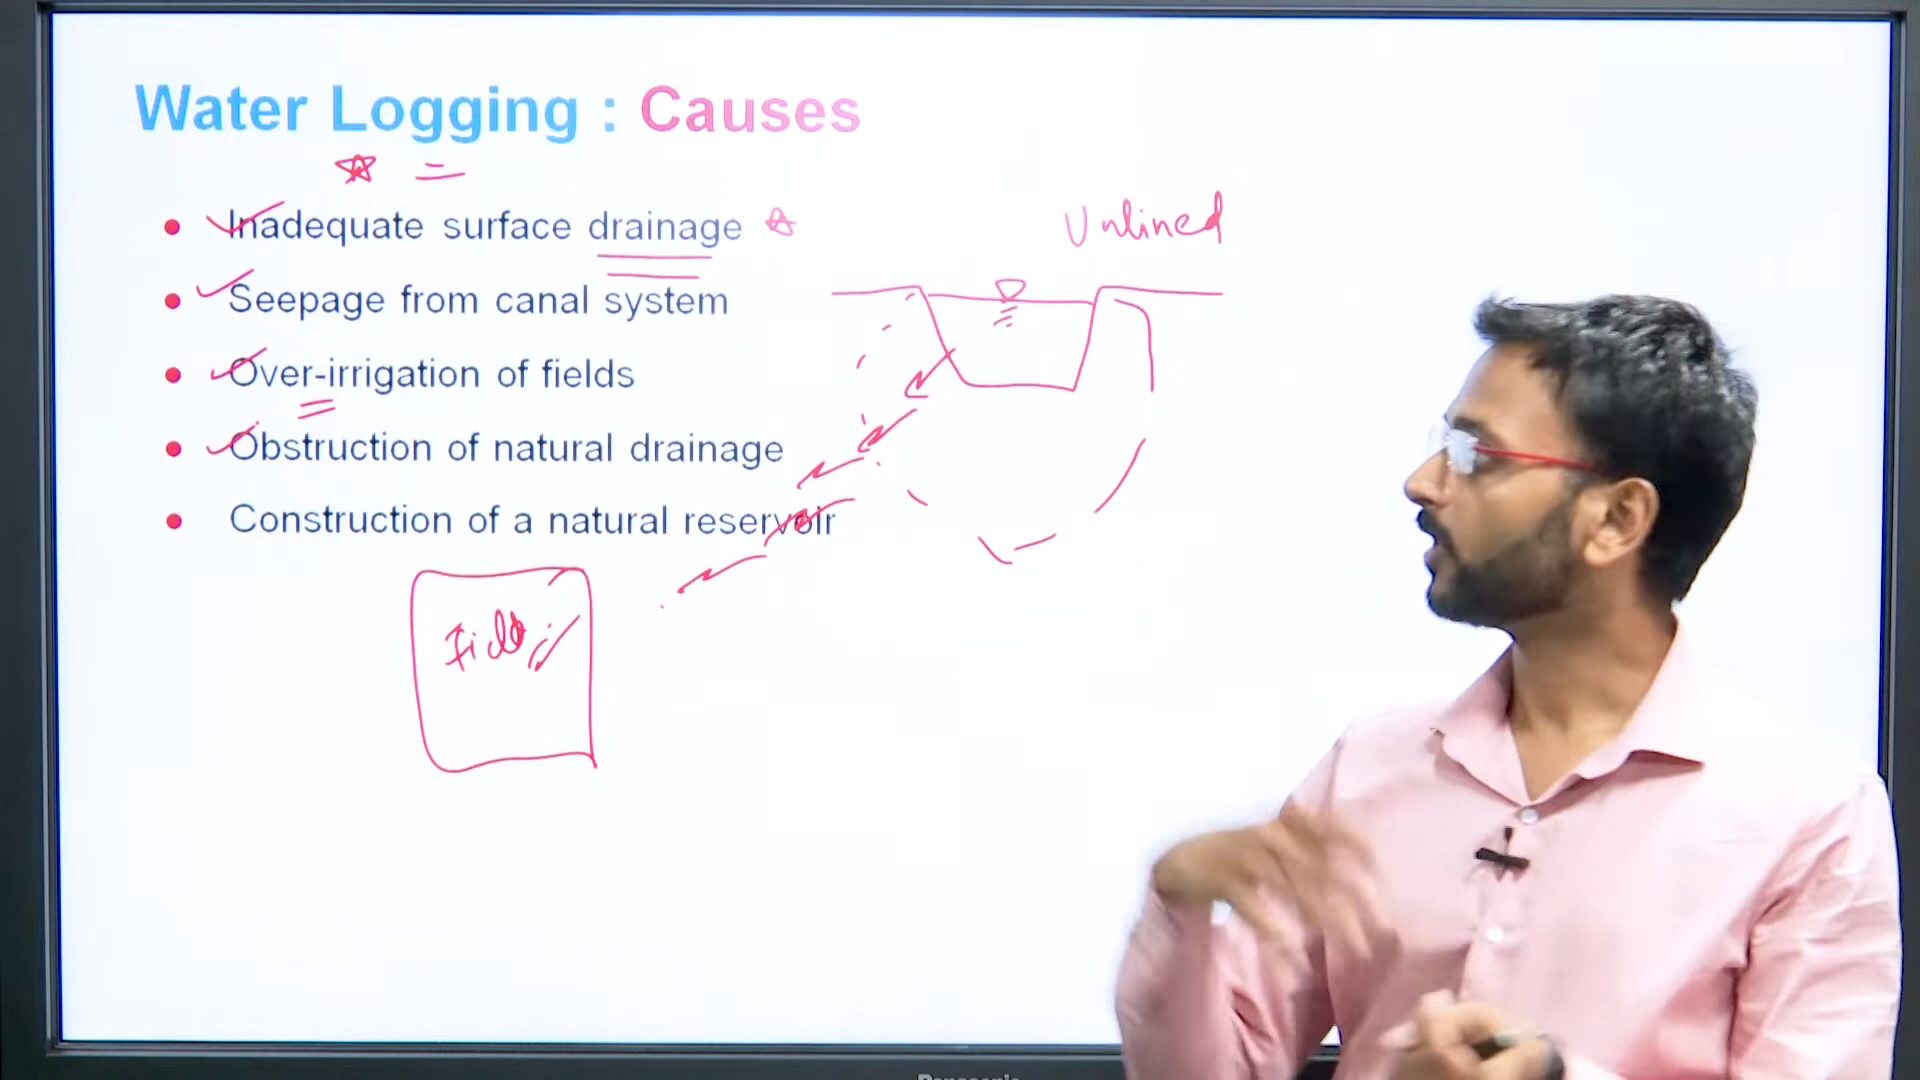 Water Logging : Causes
Inadequate surface drainage
Seepage from canal system
Over-irrigation of fields
Obstruction of natural drainage
Construction of a natural reservoir
Unlined
Field